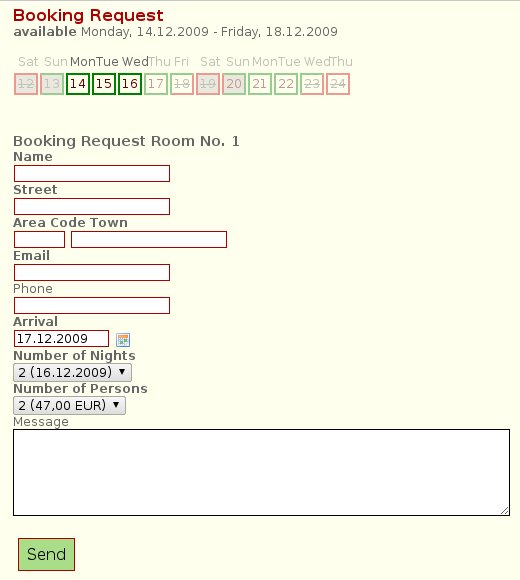 Booking Request
available Monday, 14.12.2009 - Friday, 18.12.2009
Sat Sun Mon Tue Wed Thu Fri Sat Sun Mon Tue Wed Thu
12 13 14 15 16 17 18 19 20 21 22 23 24
Booking Request Room No. 1
Name
Street
Area Code Town
Email
Phone
Arrival
17.12.2009
Number of Nights
2 (16.12.2009)
Number of Persons
2 (47,00 EUR)
Message
Send